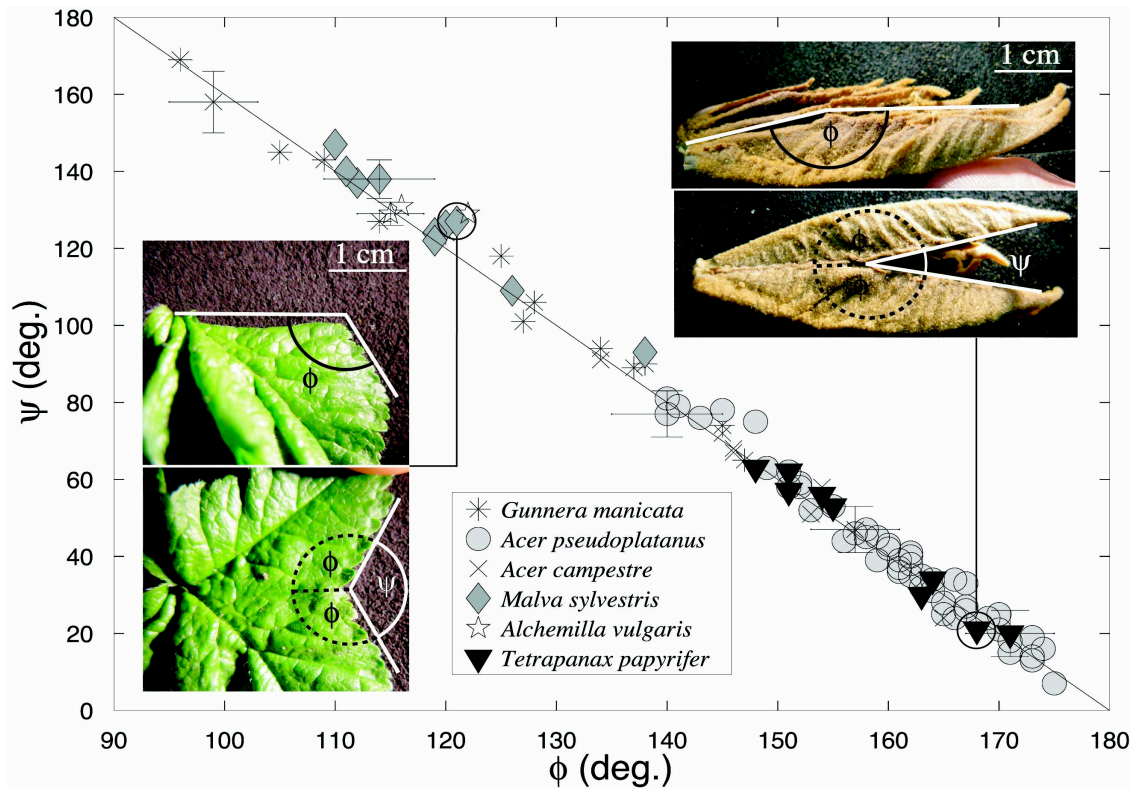 180
160
140
120
100
80
60
40
20
0
ψ (deg.)
90
100
110
120
130
140
150
160
170
180
ϕ (deg.)
1 cm
ϕ
ϕ
ϕ
ψ
1 cm
ϕ
ϕ
ϕ
ψ
Gunnera manicata
Acer pseudoplatanus
Acer campestre
Malva sylvestris
Alchemilla vulgaris
Tetrapanax papyrifer